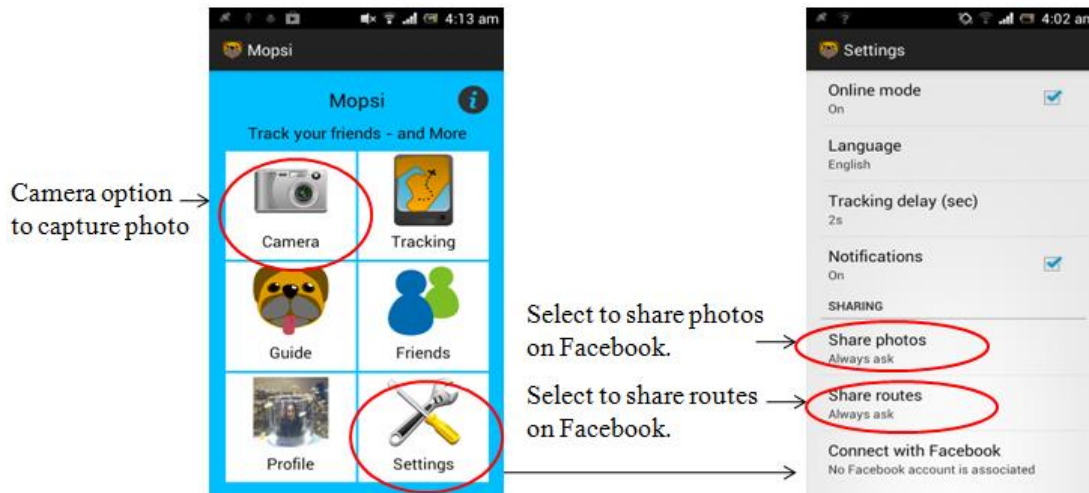 Camera option
to capture photo
4:13 am
Mopsi
Mopsi
i
Track your friends - and More
Camera
Tracking
Guide
Friends
Profile
Settings
Select to share photos
on Facebook.
Select to share routes
on Facebook.
4:02 am
Settings
Online mode
On
Language
English
Tracking delay (sec)
2s
Notifications
On
SHARING
Share photos
Always ask
Share routes
Always ask
Connect with Facebook
No Facebook account is associated